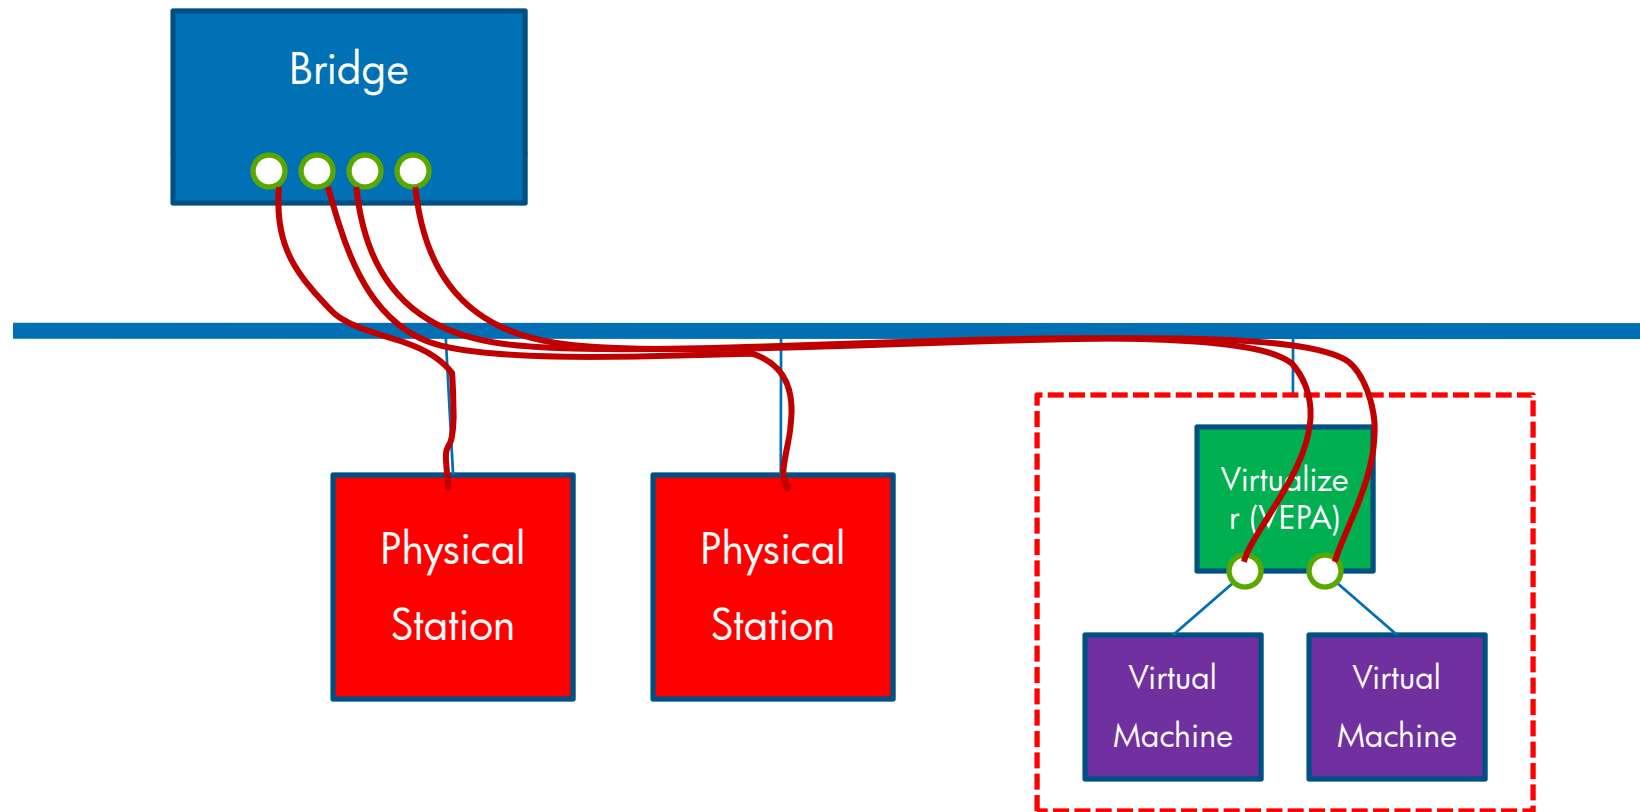 Bridge
Physical
Station
Physical
Station
Virtualize
r (VEPA)
Virtual
Machine
Virtual
Machine